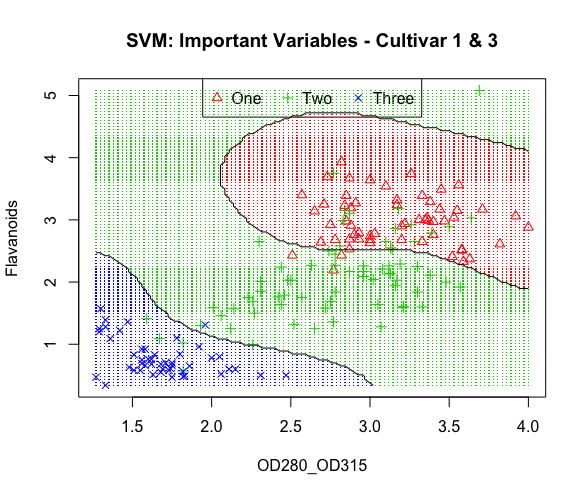 SVM: Important Variables - Cultivar 1 & 3
One Two Three
Flavanoids
5
4
3
2
1
1.5 2.0 2.5 3.0 3.5 4.0
OD280_OD315